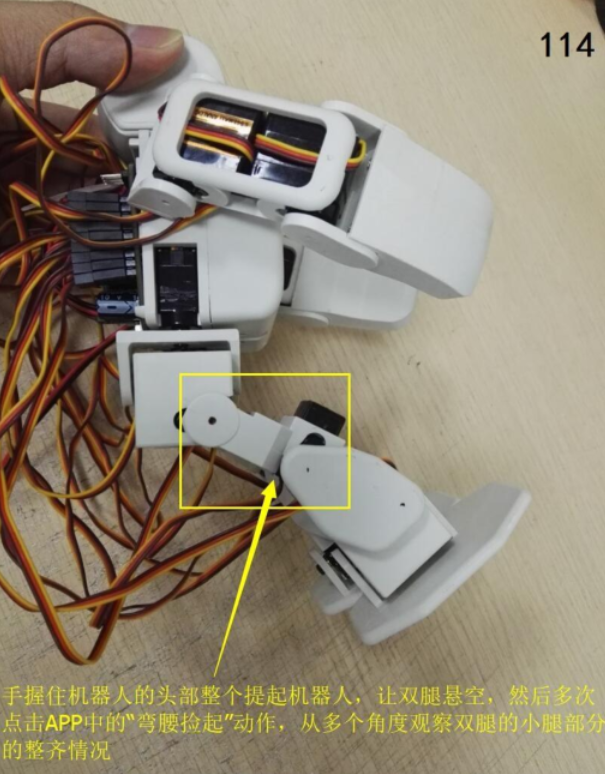 114
手握住机器人的头部整个提起机器人，让双腿悬空，然后多次
点击APP中的“弯腰捡起”动作，从多个角度观察双腿的小腿部分
的整齐情况